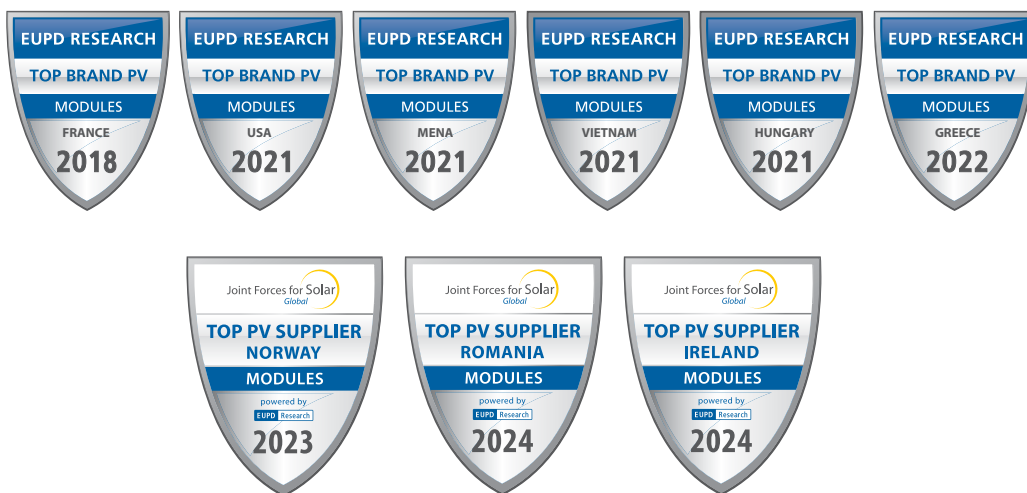 EUPD RESEARCH
TOP BRAND PV
MODULES
FRANCE
2018
EUPD RESEARCH
TOP BRAND PV
MODULES
USA
2021
EUPD RESEARCH
TOP BRAND PV
MODULES
MENA
2021
EUPD RESEARCH
TOP BRAND PV
MODULES
VIETNAM
2021
EUPD RESEARCH
TOP BRAND PV
MODULES
HUNGARY
2021
EUPD RESEARCH
TOP BRAND PV
MODULES
GREECE
2022
Joint Forces for Solar
Global
TOP PV SUPPLIER
NORWAY
MODULES
powered by
EUPD Research
2023
Joint Forces for Solar
Global
TOP PV SUPPLIER
ROMANIA
MODULES
powered by
EUPD Research
2024
Joint Forces for Solar
Global
TOP PV SUPPLIER
IRELAND
MODULES
powered by
EUPD Research
2024